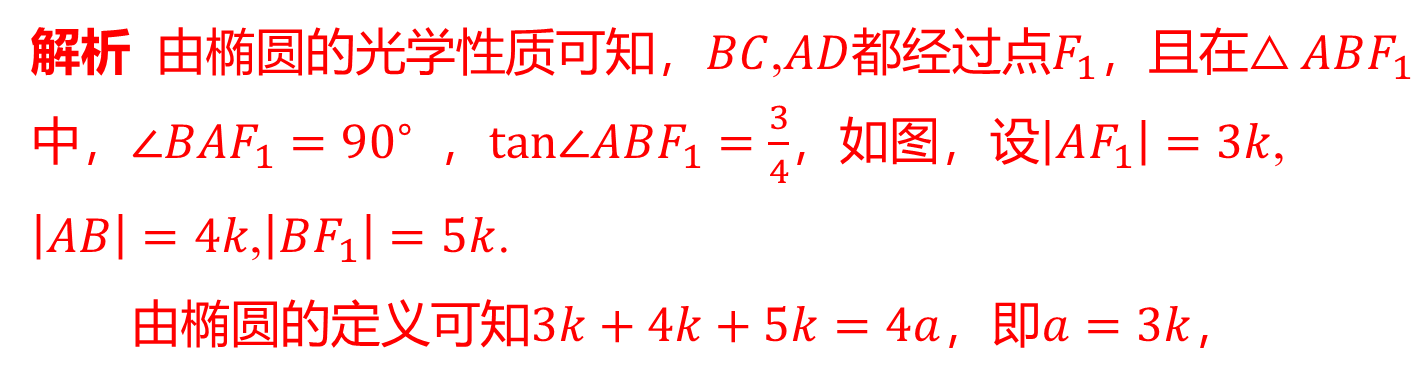 解析 由椭圆的光学性质可知，BC,AD都经过点F₁，且在△ ABF₁
中，∠BAF₁ = 90° ，tan∠ABF₁ = 3/4，如图，设|AF₁| = 3k,
|AB| = 4k,|BF₁| = 5k.
由椭圆的定义可知3k + 4k + 5k = 4a，即a = 3k，